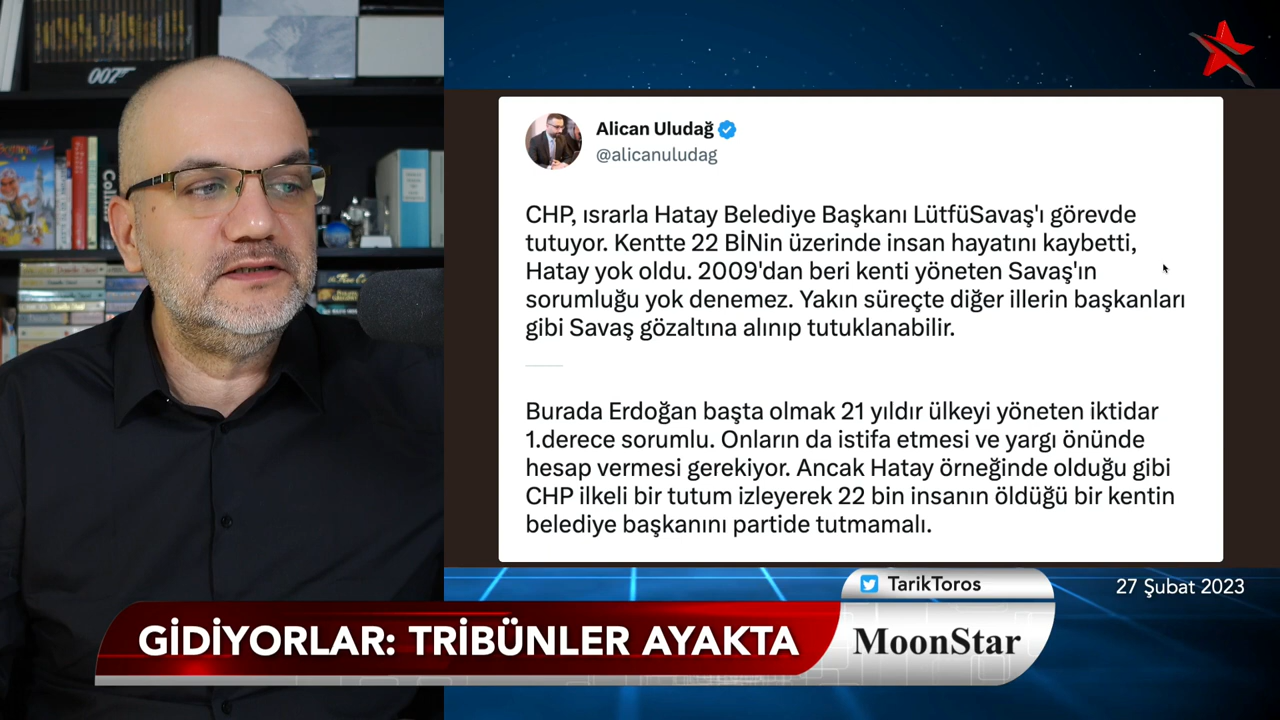 007
Alican Uludağ
@alicanuludag
CHP, ısrarla Hatay Belediye Başkanı LütfüSavaş'ı görevde
tutuyor. Kentte 22 BİNin üzerinde insan hayatını kaybetti,
Hatay yok oldu. 2009'dan beri kenti yöneten Savaş'ın
sorumluğu yok denemez. Yakın süreçte diğer illerin başkanları
gibi Savaş gözaltına alınıp tutuklanabilir.
Burada Erdoğan başta olmak 21 yıldır ülkeyi yöneten iktidar
1.derece sorumlu. Onların da istifa etmesi ve yargı önünde
hesap vermesi gerekiyor. Ancak Hatay örneğinde olduğu gibi
CHP ilkeli bir tutum izleyerek 22 bin insanın öldüğü bir kentin
belediye başkanını partide tutmamalı.
TarikToros
27 Şubat 2023
GİDİYORLAR: TRİBÜNLER AYAKTA
MoonStar